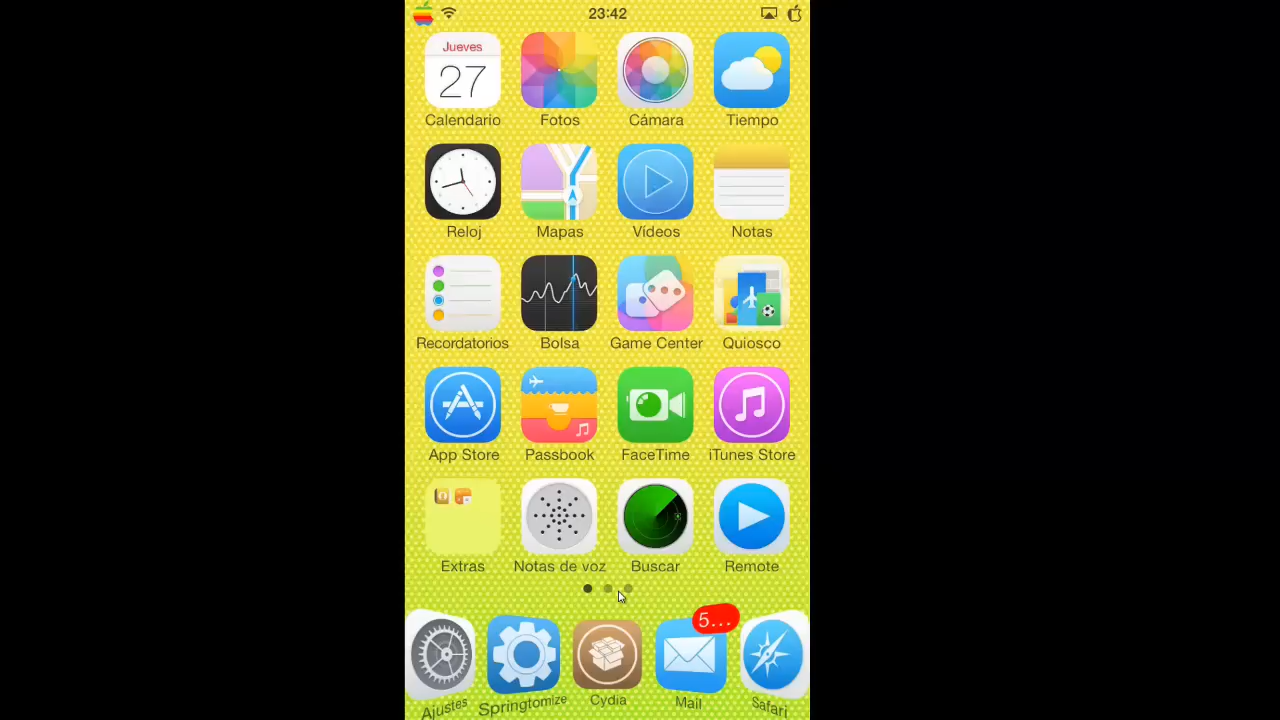 23:42
Jueves
27
Calendario Fotos Cámara Tiempo
Reloj Mapas Vídeos Notas
Recordatorios Bolsa Game Center Quiosco
App Store Passbook FaceTime iTunes Store
Extras Notas de voz Buscar Remote
5...
Ajustes Springtomize Cydia Mail Safari